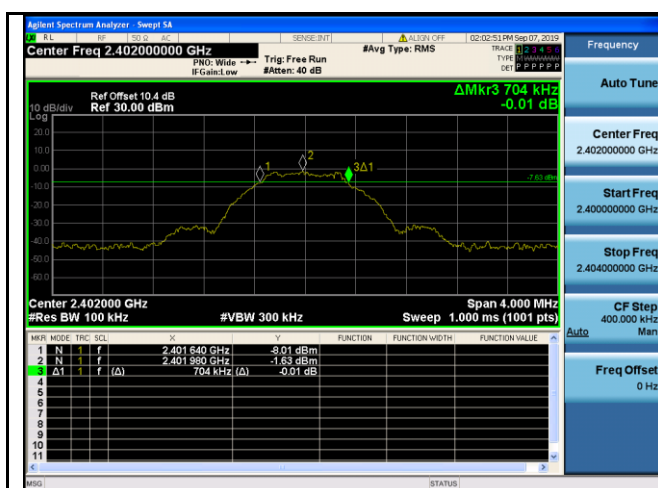 Agilent Spectrum Analyzer - Swept SA
RL RF 50 Ω AC SENSE:INT ALIGN OFF 02:02:51 PM Sep 07, 2019
Center Freq 2.402000000 GHz #Avg Type: RMS TRACE 1 2 3 4 5 6
PNO: Wide Trig: Free Run TYPE
IFGain:Low #Atten: 40 dB DET P P P P P P
ΔMkr3 704 kHz
-0.01 dB
Ref Offset 10.4 dB
10 dB/div Ref 30.00 dBm
Log
20.0
10.0
0.00
-10.0
-20.0
-30.0
-40.0
-50.0
-60.0
1
2
3Δ1
-7.63 dBm
Center 2.402000 GHz Span 4.000 MHz
#Res BW 100 kHz #VBW 300 kHz Sweep 1.000 ms (1001 pts)
MKR MODE TRC SCL X Y FUNCTION FUNCTION WIDTH FUNCTION VALUE
1 N 1 f 2.401 640 GHz -8.01 dBm
2 N 1 f 2.401 980 GHz -1.63 dBm
3 Δ1 1 f (Δ) 704 kHz (Δ) -0.01 dB
4
5
6
7
8
9
10
11
MSG STATUS
Frequency
Auto Tune
Center Freq
2.402000000 GHz
Start Freq
2.400000000 GHz
Stop Freq
2.404000000 GHz
CF Step
400.000 kHz
Auto Man
Freq Offset
0 Hz